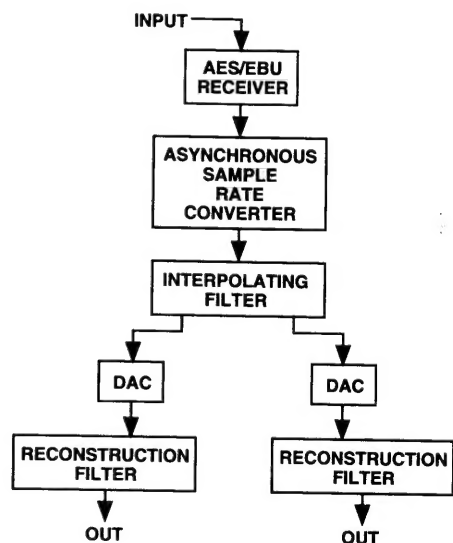 INPUT
AES/EBU
RECEIVER
ASYNCHRONOUS
SAMPLE
RATE
CONVERTER
INTERPOLATING
FILTER
DAC
DAC
RECONSTRUCTION
FILTER
RECONSTRUCTION
FILTER
OUT
OUT